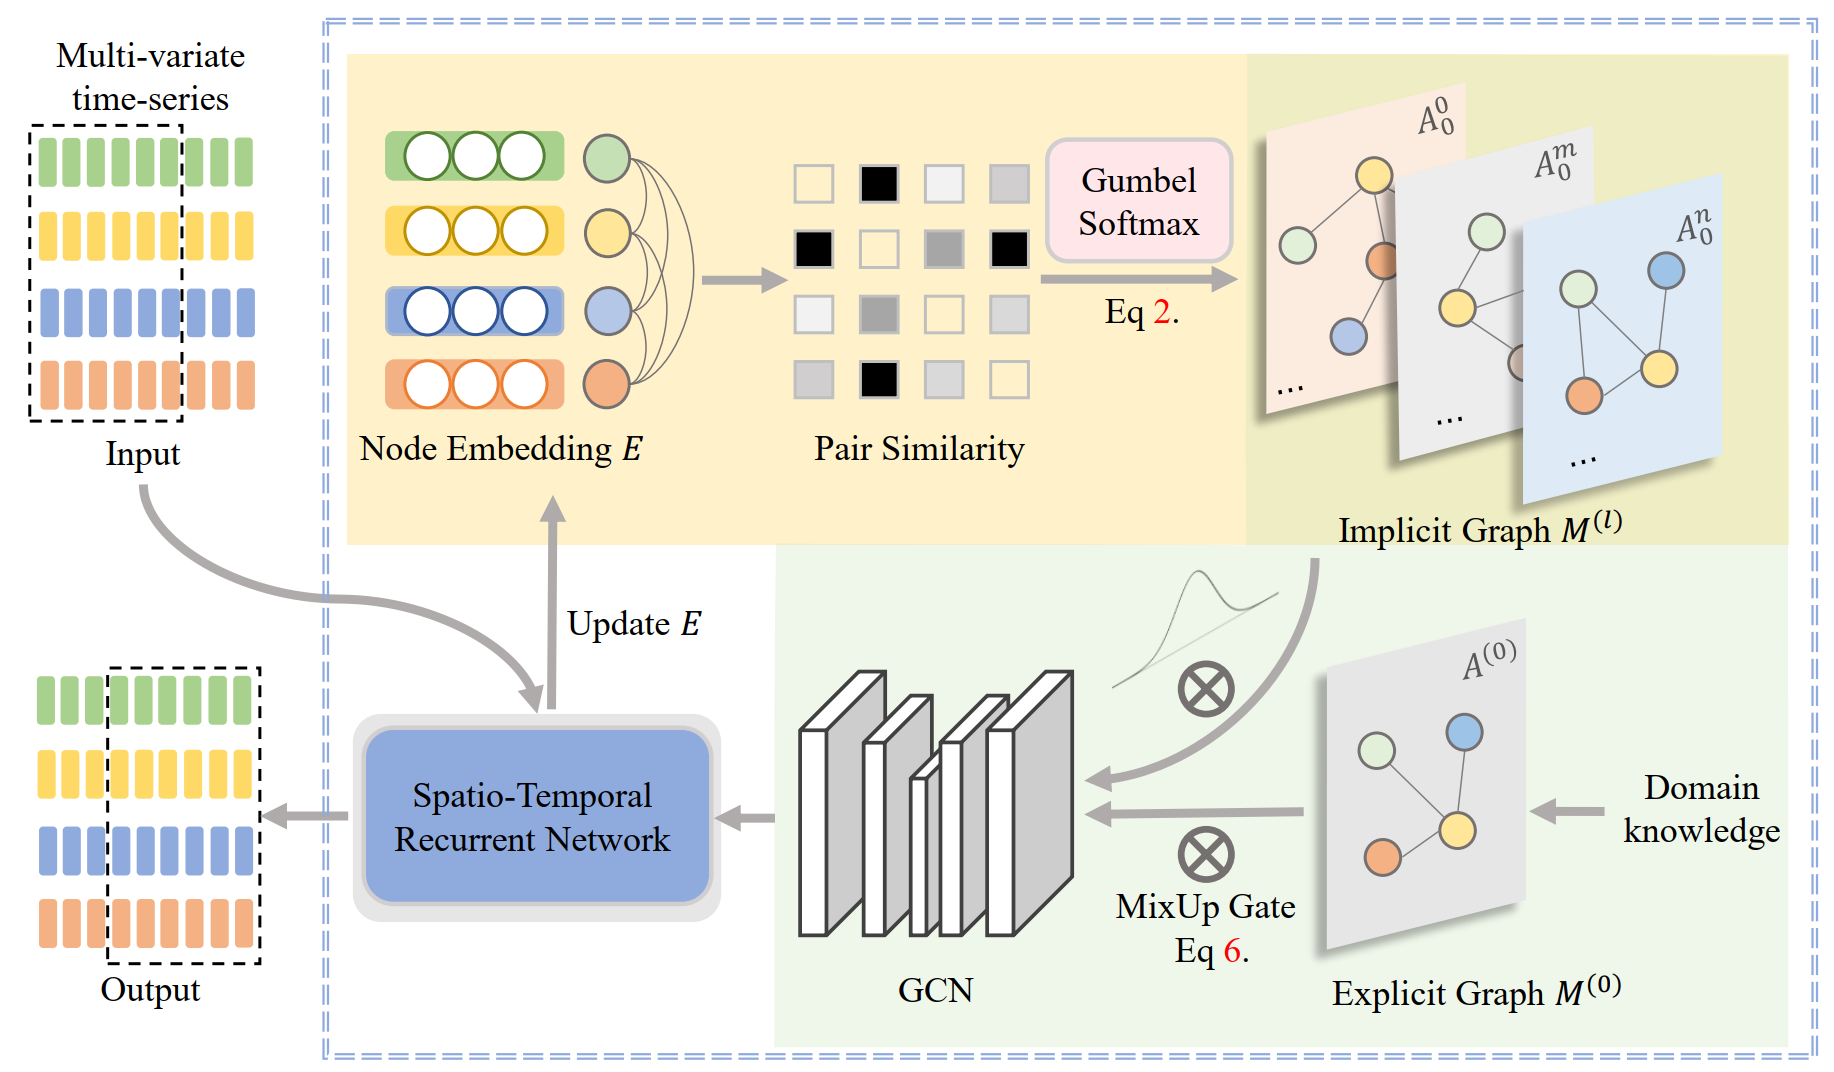 Multi-variate
time-series
Input
Node Embedding E
Pair Similarity
Gumbel
Softmax
Eq 2.
A_0^0
A_0^m
A_0^n
...
...
...
Implicit Graph M^(l)
Update E
Spatio-Temporal
Recurrent Network
Output
GCN
MixUp Gate
Eq 6.
A^(0)
Explicit Graph M^(0)
Domain
knowledge